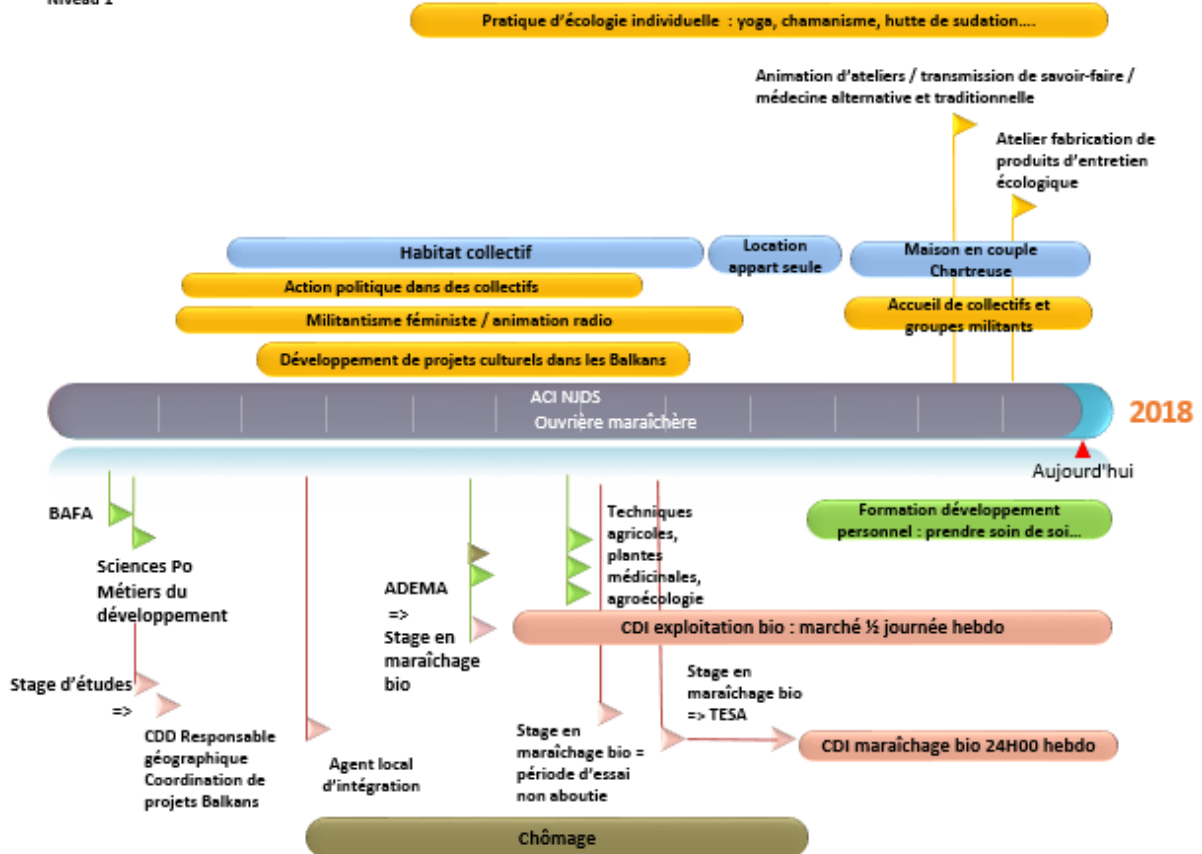 Niveau 1
Pratique d'écologie individuelle : yoga, chamanisme, hutte de sudation....
Animation d'ateliers / transmission de savoir-faire /
médecine alternative et traditionnelle
Atelier fabrication de
produits d'entretien
écologique
Habitat collectif
Location
appart seule
Maison en couple
Chartreuse
Action politique dans des collectifs
Militantisme féministe / animation radio
Accueil de collectifs et
groupes militants
Développement de projets culturels dans les Balkans
ACI NJDS
Ouvrière maraîchère
2018
Aujourd'hui
BAFA
Sciences Po
Métiers du
développement
ADEMA
=>
Stage en
maraîchage
bio
Techniques
agricoles,
plantes
médicinales,
agroécologie
Formation développement
personnel : prendre soin de soi...
CDI exploitation bio : marché ½ journée hebdo
Stage d'études
=>
CDD Responsable
géographique
Coordination de
projets Balkans
Agent local
d'intégration
Stage en
maraîchage bio =
période d'essai
non aboutie
Stage en
maraîchage bio
=> TESA
CDI maraîchage bio 24H00 hebdo
Chômage